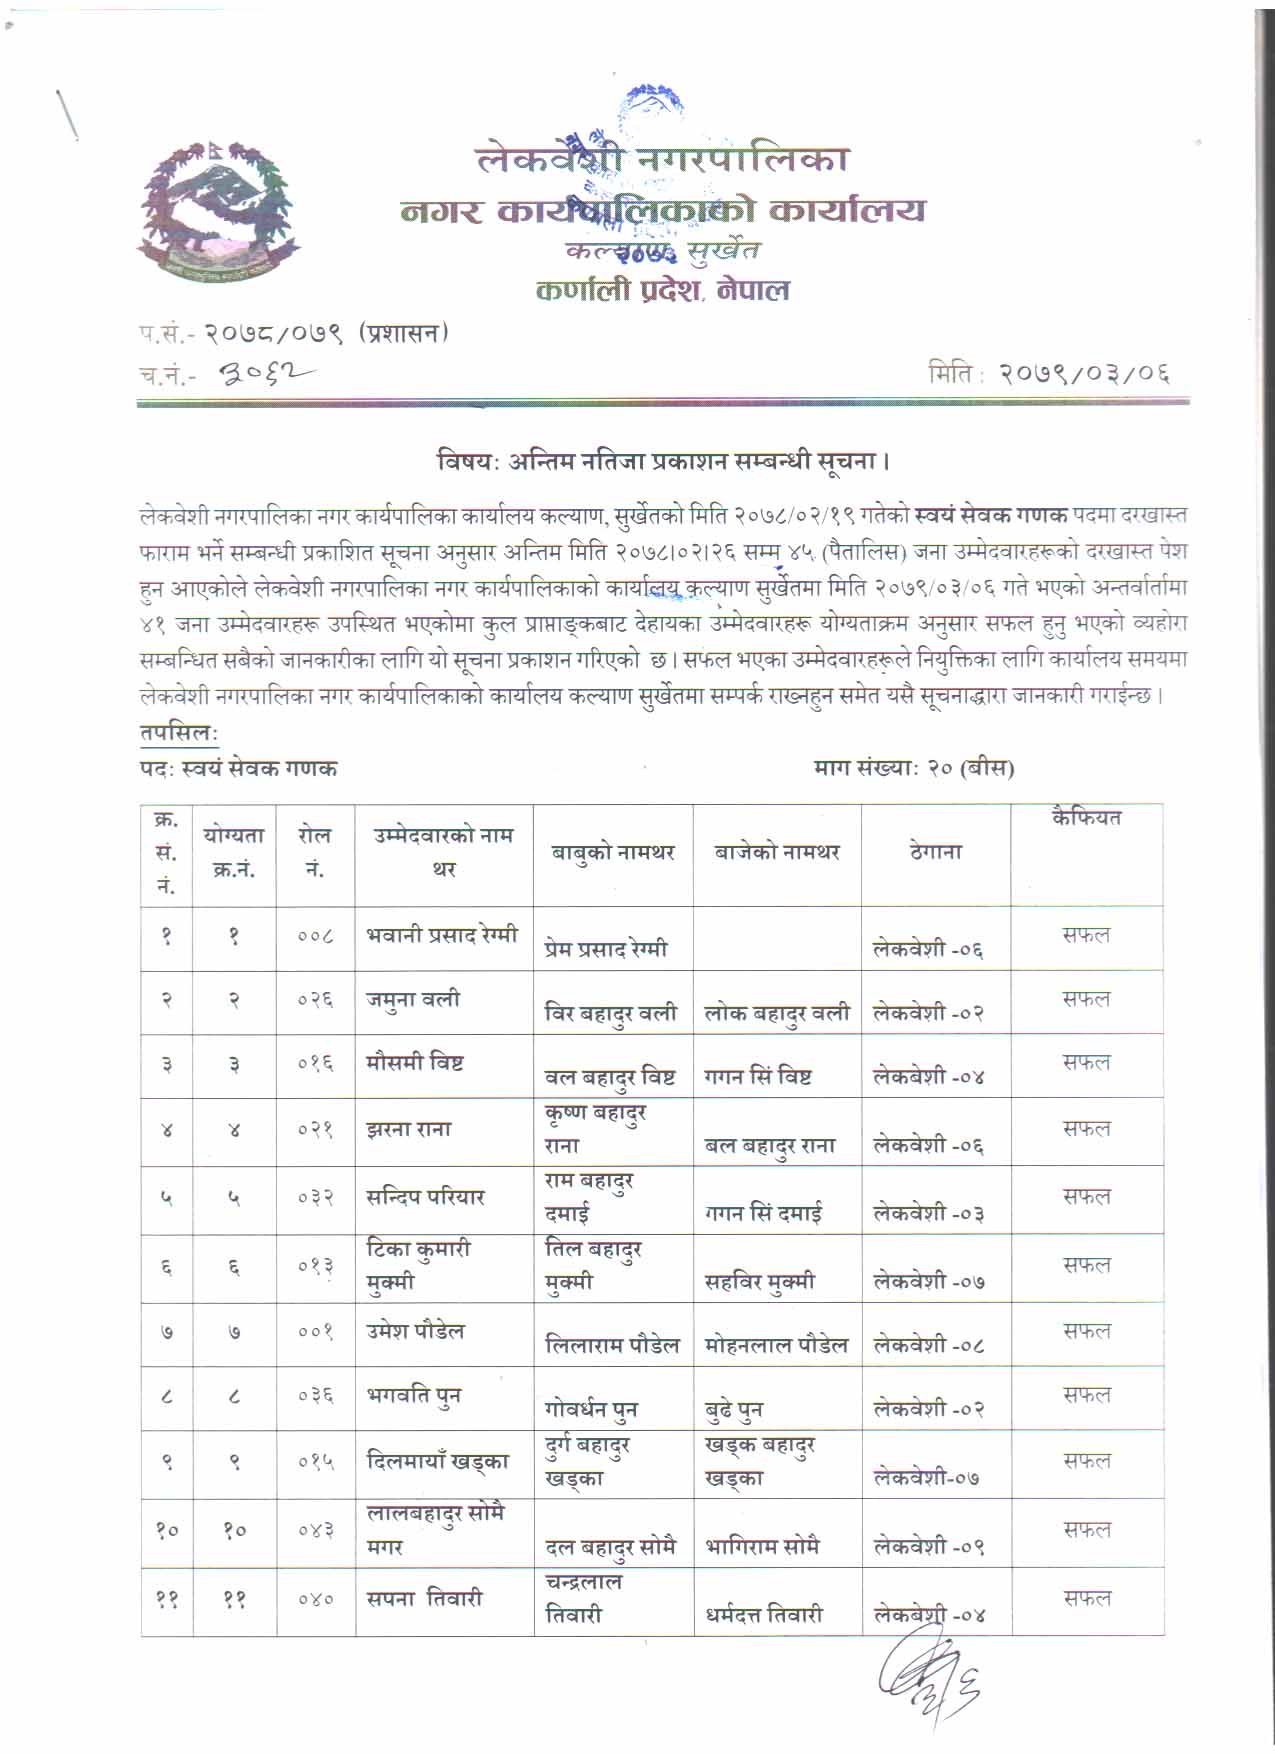 लेकवेशी नगरपालिका
नगर कार्यपालिकाको कार्यालय
कल्याण, सुर्खेत
२०७३
कर्णाली प्रदेश, नेपाल
प.सं.- २०७८/०७९ (प्रशासन)
च.नं.- ३०६२
मिति : २०७९/०३/०६
विषयः अन्तिम नतिजा प्रकाशन सम्बन्धी सूचना ।
लेकवेशी नगरपालिका नगर कार्यपालिका कार्यालय कल्याण, सुर्खेतको मिति २०७८/०२/१९ गतेको स्वयं सेवक गणक पदमा दरखास्त
फाराम भर्ने सम्बन्धी प्रकाशित सूचना अनुसार अन्तिम मिति २०७८।०२।२६ सम्म ४५ (पैतालिस) जना उम्मेदवारहरूको दरखास्त पेश
हुन आएकोले लेकवेशी नगरपालिका नगर कार्यपालिकाको कार्यालय कल्याण सुर्खेतमा मिति २०७९/०३/०६ गते भएको अन्तर्वार्तामा
४१ जना उम्मेदवारहरू उपस्थित भएकोमा कुल प्राप्ताङ्कबाट देहायका उम्मेदवारहरू योग्यताक्रम अनुसार सफल हुनु भएको व्यहोरा
सम्बन्धित सबैको जानकारीका लागि यो सूचना प्रकाशन गरिएको छ । सफल भएका उम्मेदवारहरूले नियुक्तिका लागि कार्यालय समयमा
लेकवेशी नगरपालिका नगर कार्यपालिकाको कार्यालय कल्याण सुर्खेतमा सम्पर्क राख्नहुन समेत यसै सूचनाद्धारा जानकारी गराईन्छ ।
तपसिलः
पदः स्वयं सेवक गणक माग संख्याः २० (बीस)
क्र. सं. नं. योग्यता क्र.नं. रोल नं. उम्मेदवारको नाम थर बाबुको नामथर बाजेको नामथर ठेगाना कैफियत
१ १ ००८ भवानी प्रसाद रेग्मी प्रेम प्रसाद रेग्मी लेकवेशी -०६ सफल
२ २ ०२६ जमुना वली विर बहादुर वली लोक बहादुर वली लेकवेशी -०२ सफल
३ ३ ०१६ मौसमी विष्ट वल बहादुर विष्ट गगन सिं विष्ट लेकबेशी -०४ सफल
४ ४ ०२१ झरना राना कृष्ण बहादुर राना बल बहादुर राना लेकवेशी -०६ सफल
५ ५ ०३२ सन्दिप परियार राम बहादुर दमाई गगन सिं दमाई लेकवेशी -०३ सफल
६ ६ ०१३ टिका कुमारी मुक्मी तिल बहादुर मुक्मी सहविर मुक्मी लेकवेशी -०७ सफल
७ ७ ००१ उमेश पौडेल लिलाराम पौडेल मोहनलाल पौडेल लेकवेशी -०८ सफल
८ ८ ०३६ भगवति पुन गोवर्धन पुन बुढे पुन लेकवेशी -०२ सफल
९ ९ ०१५ दिलमायाँ खड्का दुर्ग बहादुर खड्का खड्क बहादुर खड्का लेकवेशी-०७ सफल
१० १० ०४३ लालबहादुर सोमै मगर दल बहादुर सोमै भागिराम सोमै लेकवेशी -०९ सफल
११ ११ ०४० सपना तिवारी चन्द्रलाल तिवारी धर्मदत्त तिवारी लेकबेशी -०४ सफल